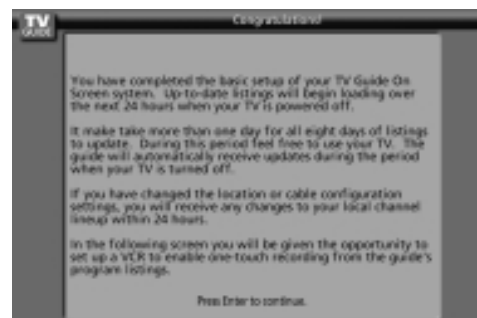 TV
GUIDE
Congratulations!
You have completed the basic setup of your TV Guide On
Screen system. Up-to-date listings will begin loading over
the next 24 hours when your TV is powered off.
It make take more than one day for all eight days of listings
to update. During this period feel free to use your TV. The
guide will automatically receive updates during the period
when your TV is turned off.
If you have changed the location or cable configuration
settings, you will receive any changes to your local channel
lineup within 24 hours.
In the following screen you will be given the opportunity to
set up a VCR to enable one-touch recording from the guide's
program listings.
Press Enter to continue.